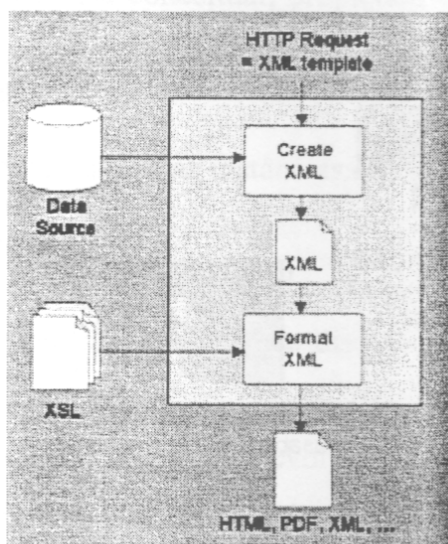 HTTP Request
= XML template
Create
XML
Data
Source
XML
Format
XML
XSL
HTML, PDF, XML, ...